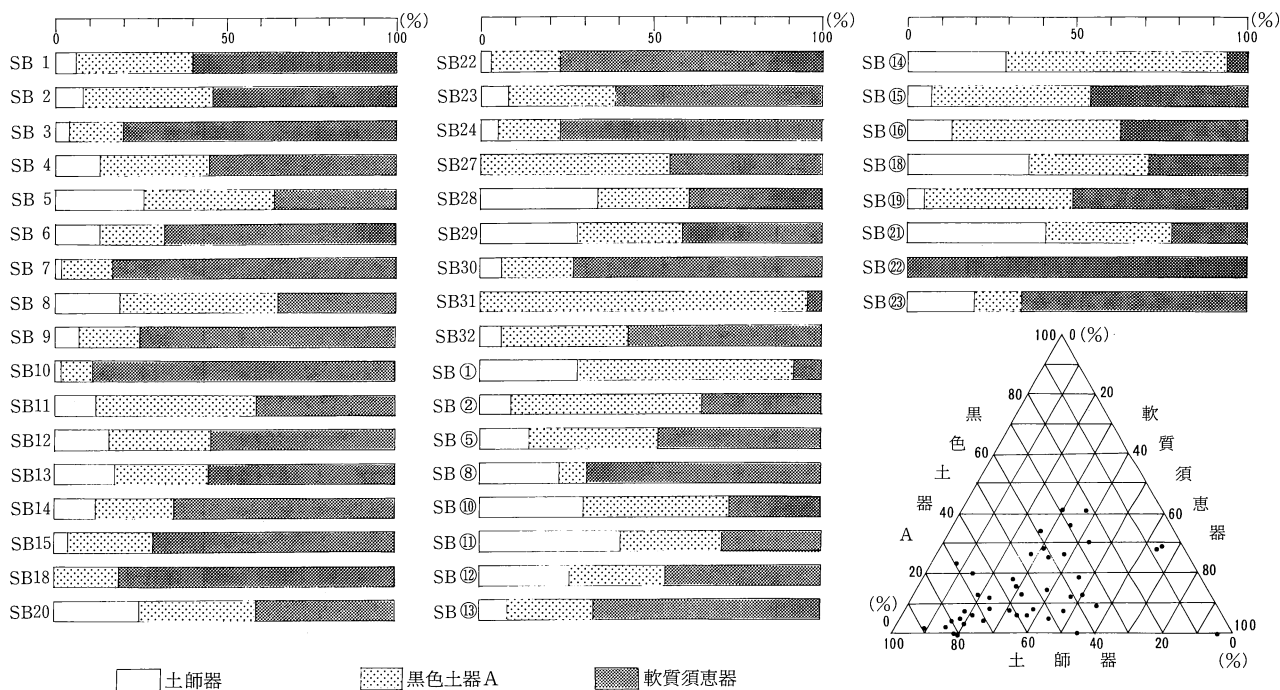 (%)
50
100
SB 1
SB 2
SB 3
SB 4
SB 5
SB 6
SB 7
SB 8
SB 9
SB10
SB11
SB12
SB13
SB14
SB15
SB18
SB20
(%)
0
50
100
SB22
SB23
SB24
SB27
SB28
SB29
SB30
SB31
SB32
SB①
SB②
SB⑤
SB⑧
SB⑩
SB⑪
SB⑫
SB⑬
(%)
0
50
100
SB⑭
SB⑮
SB⑯
SB⑱
SB⑲
SB㉑
SB㉒
SB㉓
100 0 (%)
80 20
60 40
40 60
20 80
(%)
0 100
100 80 60 40 20 0
(%)
黒色土器A
軟質須恵器
土師器
土師器 黒色土器A 軟質須恵器